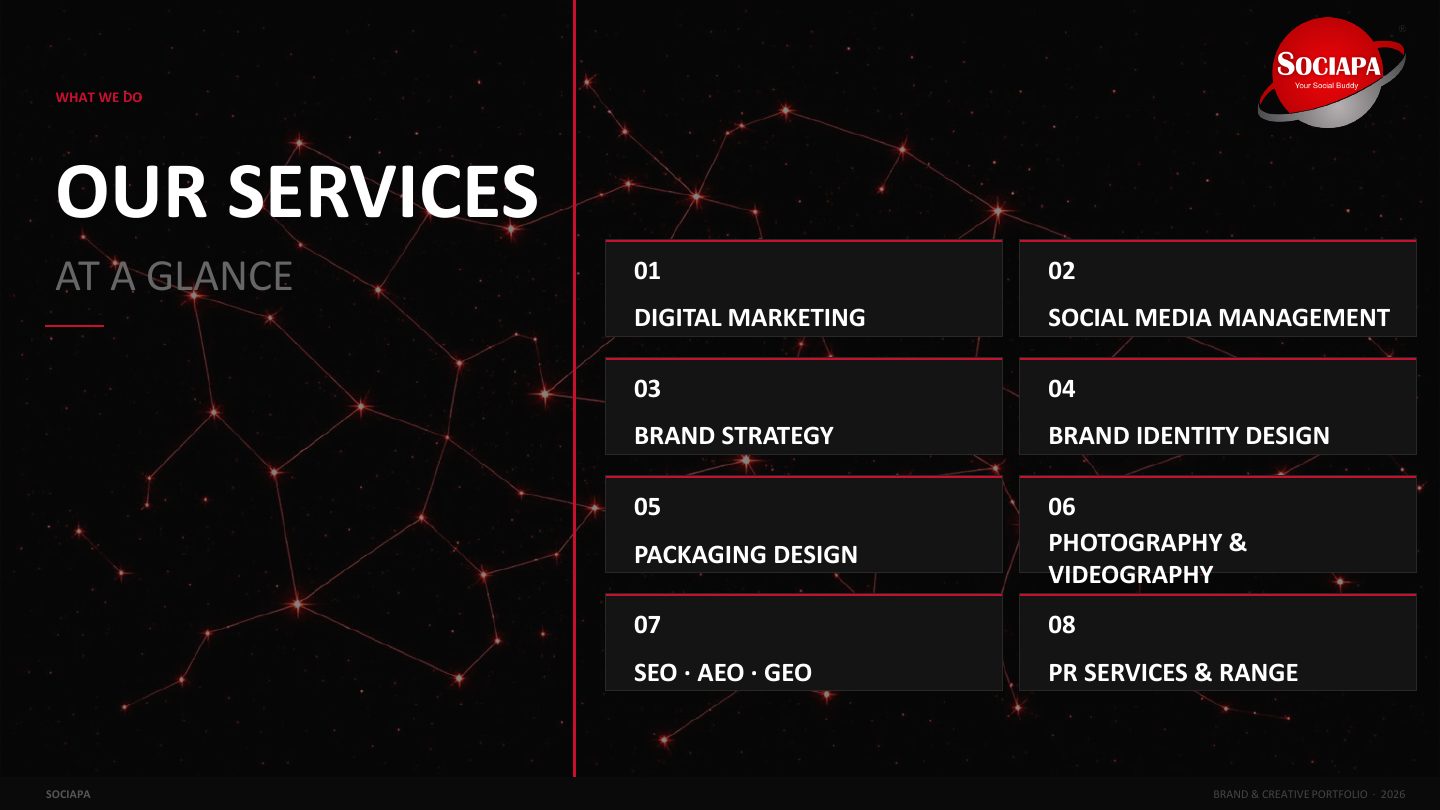 WHAT WE DO
OUR SERVICES
AT A GLANCE
SOCIAPA
Your Social Buddy
®
01
DIGITAL MARKETING
02
SOCIAL MEDIA MANAGEMENT
03
BRAND STRATEGY
04
BRAND IDENTITY DESIGN
05
PACKAGING DESIGN
06
PHOTOGRAPHY &
VIDEOGRAPHY
07
SEO · AEO · GEO
08
PR SERVICES & RANGE
SOCIAPA
BRAND & CREATIVE PORTFOLIO · 2026